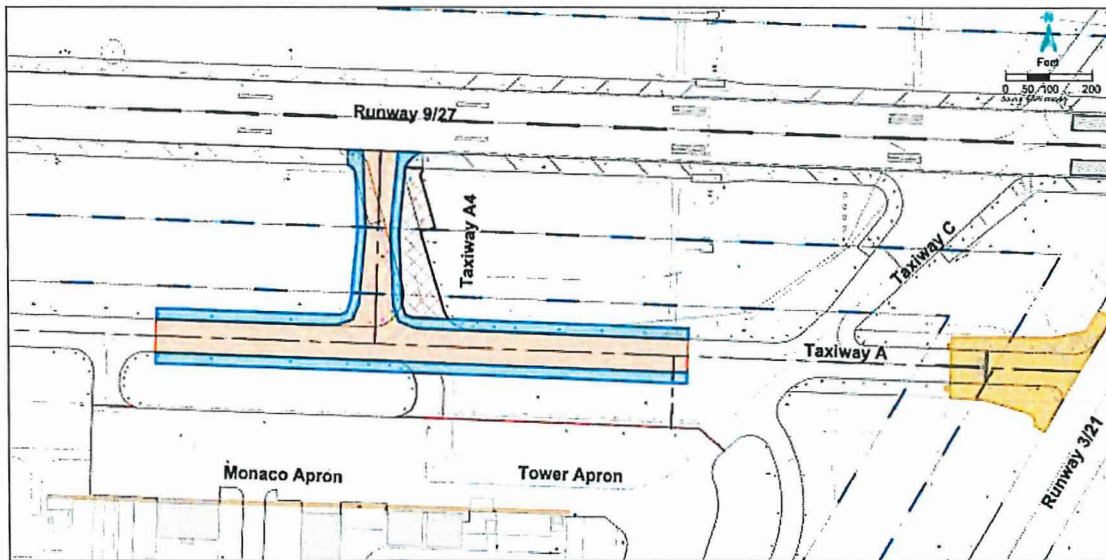 N
Feet
0 50 100 200
Runway 9/27
Taxiway A4
Taxiway C
Taxiway A
Runway 3/21
Monaco Apron
Tower Apron